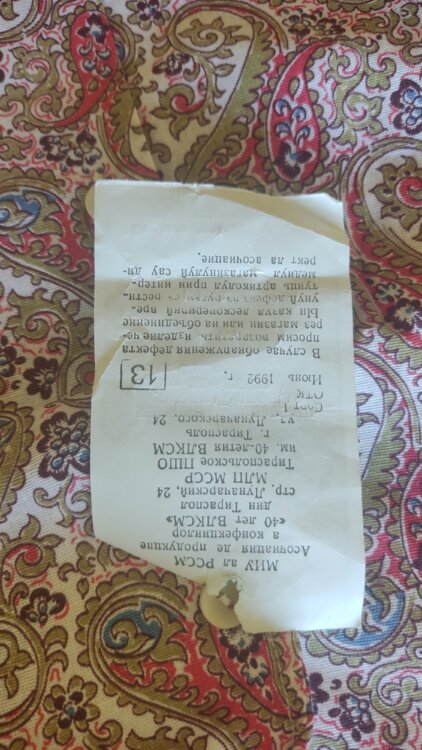 МИУ ал РССМ
Асочиация де продукцие
а конфекциилор
«40 лет ВЛКСМ»
дин Тираспол
стр. Луначарский, 24
МЛП МССР
Тираспольское ПШО
им. 40-летия ВЛКСМ
г. Тирасполь
ул. Луначарского. 24
Сорт I
ОТК
Июнь 1992 г. 13
В случае обнаружения дефекта
просим возвратить изделие че-
рез магазин или на объединение
Ын казул дескоперирий вре-
унуй дефект вэ ругэм сэ рести-
туиць артиколул прин интер-
медиул магазинулуй сау ди-
рект ла асочиацие.